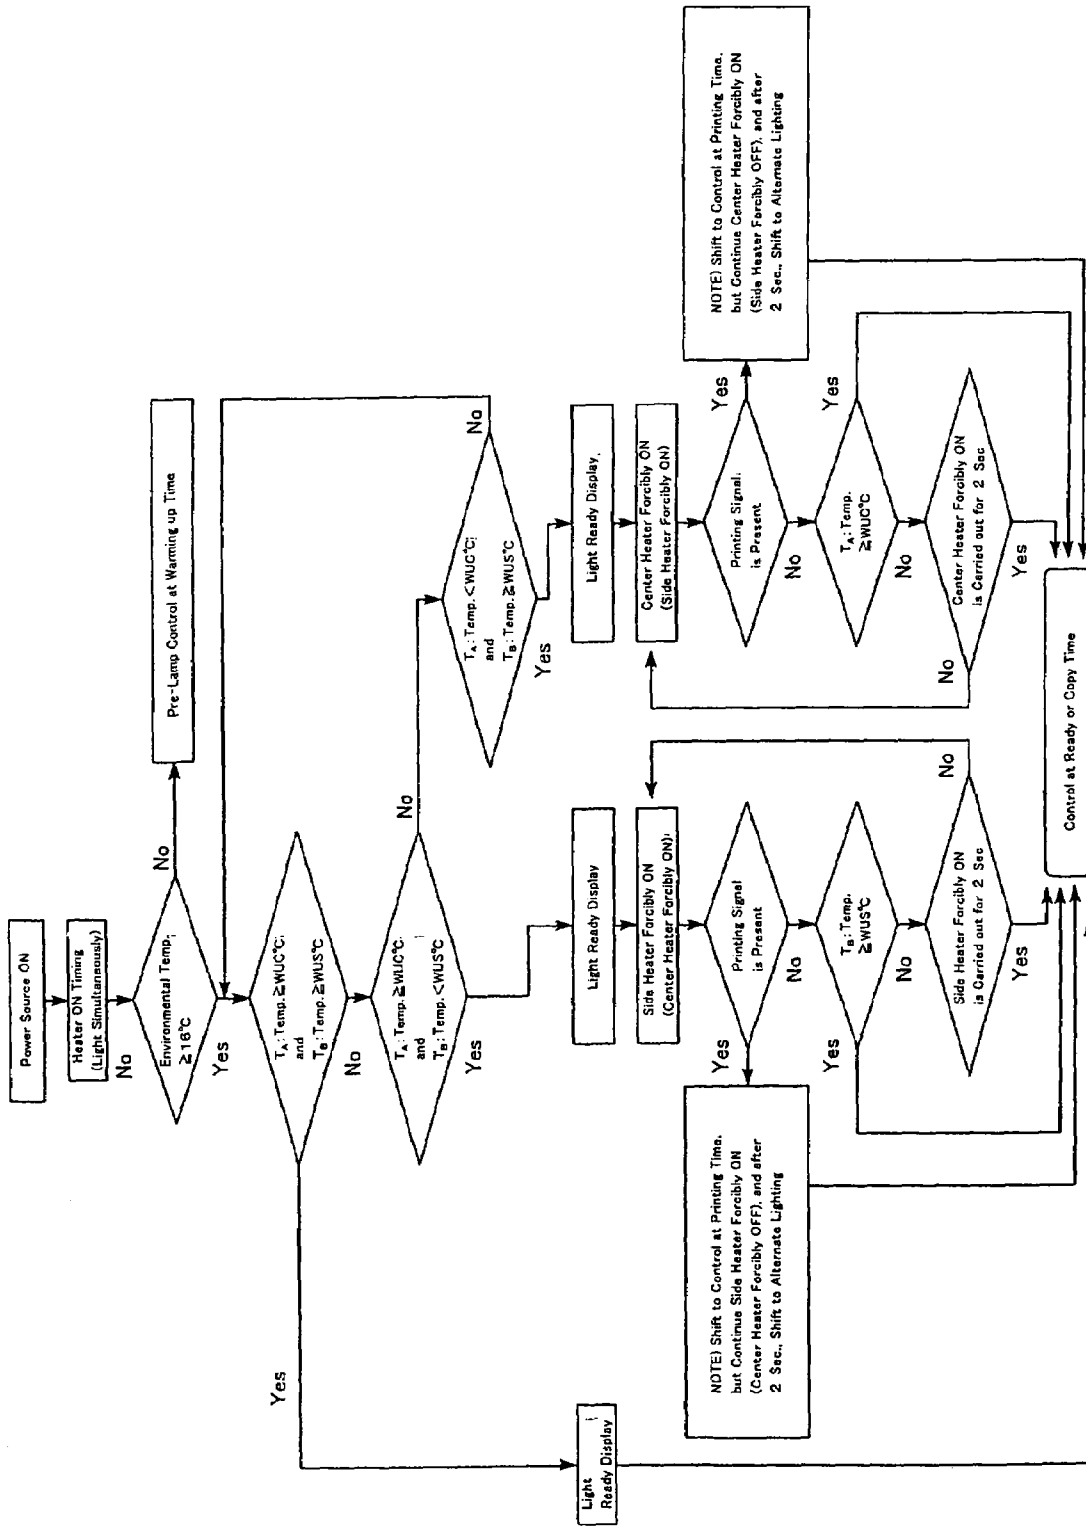 Power Source ON
Heater ON Timing
(Light Simultaneously)
No
Environmental Temp.
≧16°C
No
Pre-Lamp Control at Warming up Time
Yes
TA: Temp.≧WUC°C
and
TB: Temp.≧WUS°C
Yes
No
TA: Temp.≧WUC°C
and
TB: Temp.<WUS°C
No
Yes
TA: Temp.<WUC°C
and
TB: Temp.≧WUS°C
No
Yes
Light
Ready Display
Light Ready Display
Side Heater Forcibly ON
(Center Heater Forcibly ON)
Printing Signal
is Present
Yes
No
NOTE) Shift to Control at Printing Time,
but Continue Side Heater Forcibly ON
(Center Heater Forcibly OFF), and after
2 Sec., Shift to Alternate Lighting
TB: Temp.
≧WUS°C
Yes
No
Side Heater Forcibly ON
is Carried out for 2 Sec
No
Yes
Light Ready Display
Center Heater Forcibly ON
(Side Heater Forcibly ON)
Printing Signal
is Present
Yes
No
NOTE) Shift to Control at Printing Time,
but Continue Center Heater Forcibly ON
(Side Heater Forcibly OFF), and after
2 Sec., Shift to Alternate Lighting
TA: Temp.
≧WUC°C
Yes
No
Center Heater Forcibly ON
is Carried out for 2 Sec
No
Yes
Control at Ready or Copy Time